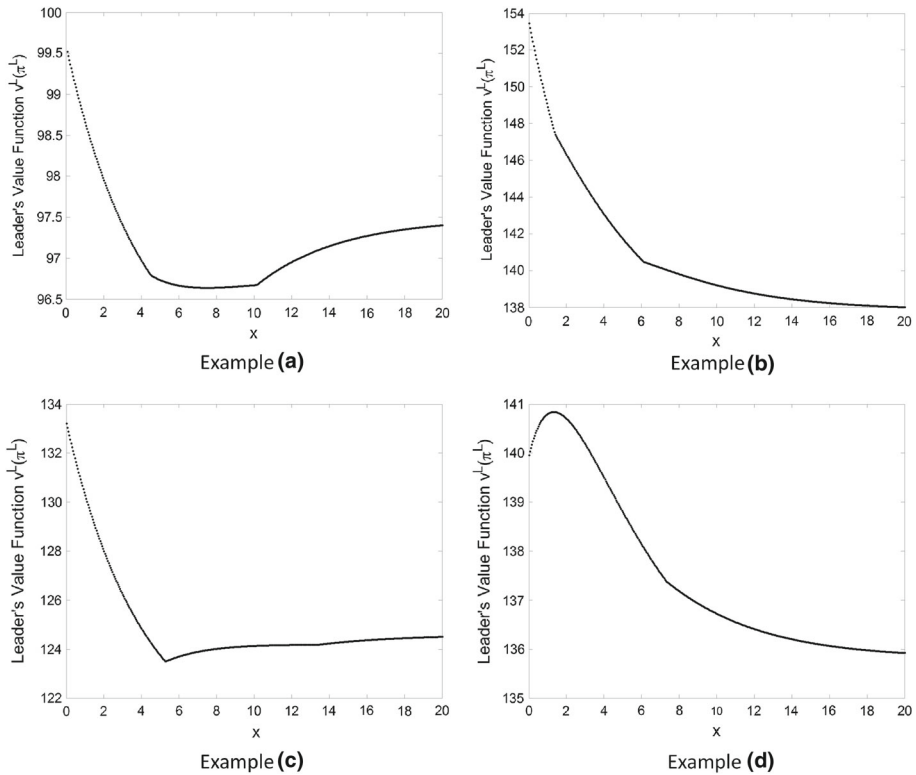 100
99.5
99
98.5
98
97.5
97
96.5
0 2 4 6 8 10 12 14 16 18 20
Leader's Value Function v^L(π^L)
x
Example (a)
154
152
150
148
146
144
142
140
138
0 2 4 6 8 10 12 14 16 18 20
Leader's Value Function v^L(π^L)
x
Example (b)
134
132
130
128
126
124
122
0 2 4 6 8 10 12 14 16 18 20
Leader's Value Function v^L(π^L)
x
Example (c)
141
140
139
138
137
136
135
0 2 4 6 8 10 12 14 16 18 20
Leader's Value Function v^L(π^L)
x
Example (d)